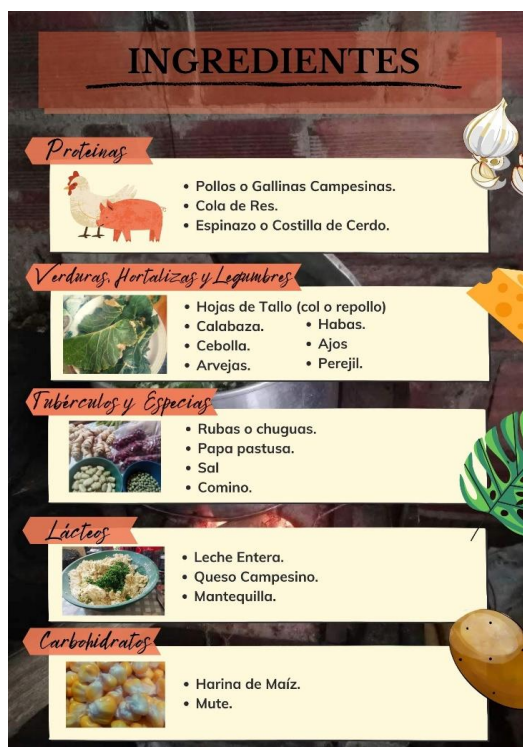 INGREDIENTES
Proteinas
• Pollos o Gallinas Campesinas.
• Cola de Res.
• Espinazo o Costilla de Cerdo.
Verduras, Hortalizas y Legumbres
• Hojas de Tallo (col o repollo)
• Calabaza.
• Cebolla.
• Arvejas.
• Habas.
• Ajos
• Perejil.
Tubérculos y Especias
• Rubas o chuguas.
• Papa pastusa.
• Sal
• Comino.
Lácteos
• Leche Entera.
• Queso Campesino.
• Mantequilla.
Carbohidratos
• Harina de Maíz.
• Mute.